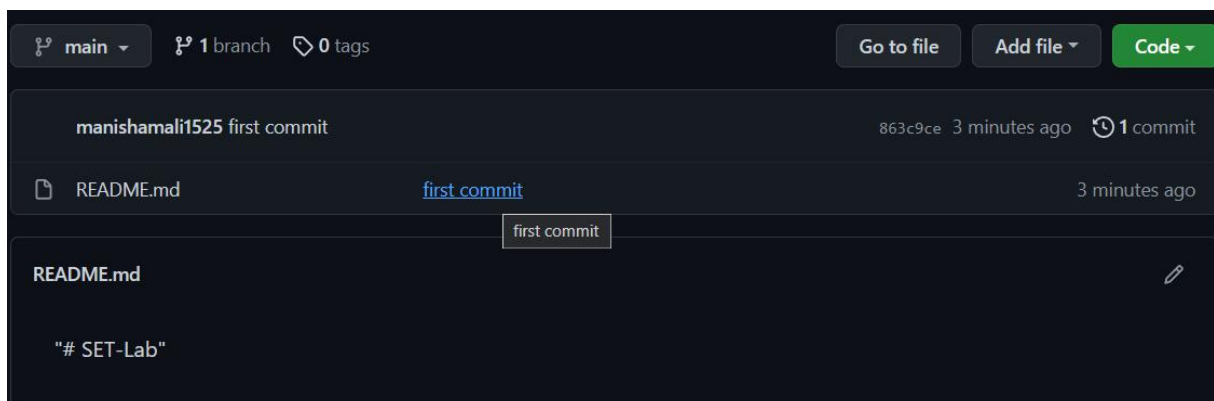 main 1 branch 0 tags Go to file Add file Code
manishamali1525 first commit 863c9ce 3 minutes ago 1 commit
README.md first commit 3 minutes ago
first commit
README.md
"# SET-Lab"